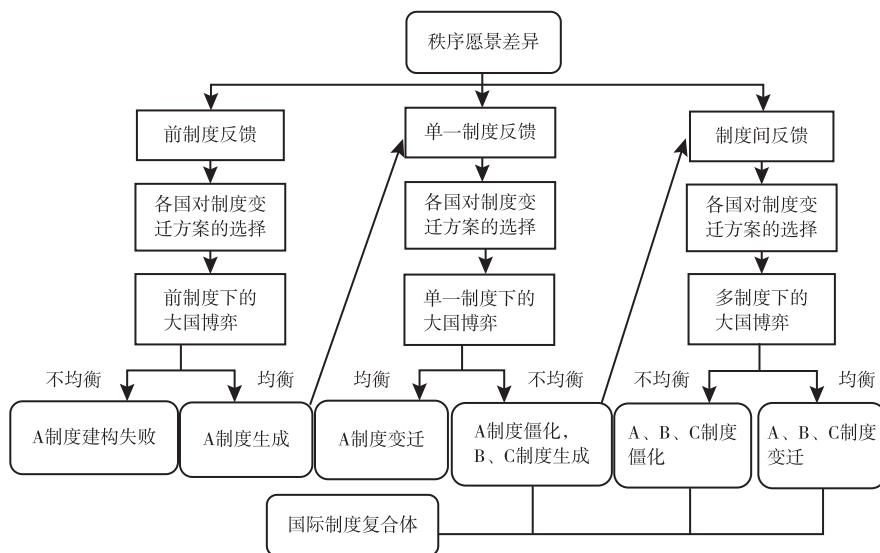 秩序愿景差异
前制度反馈
单一制度反馈
制度间反馈
各国对制度变
迁方案的选择
各国对制度变
迁方案的选择
各国对制度变
迁方案的选择
前制度下的
大国博弈
单一制度下的
大国博弈
多制度下的
大国博弈
不均衡
均衡
均衡
不均衡
不均衡
均衡
A制度建构失败
A制度生成
A制度变迁
A制度僵化,
B、C制度生成
A、B、C制度
僵化
A、B、C制度
变迁
国际制度复合体